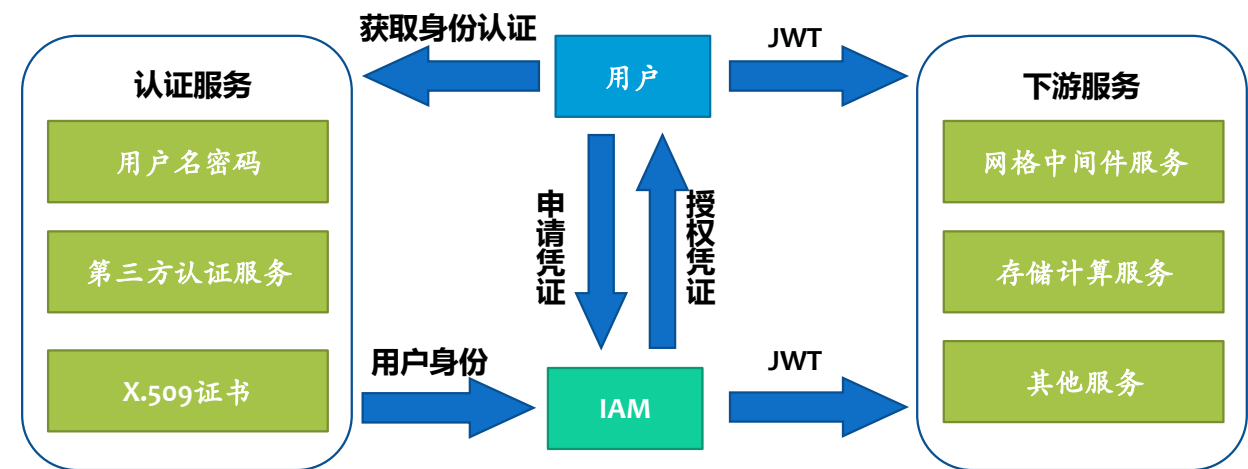 获取身份认证
用户
JWT
认证服务
用户名密码
第三方认证服务
X.509证书
申请凭证
授权凭证
下游服务
网格中间件服务
存储计算服务
其他服务
用户身份
IAM
JWT